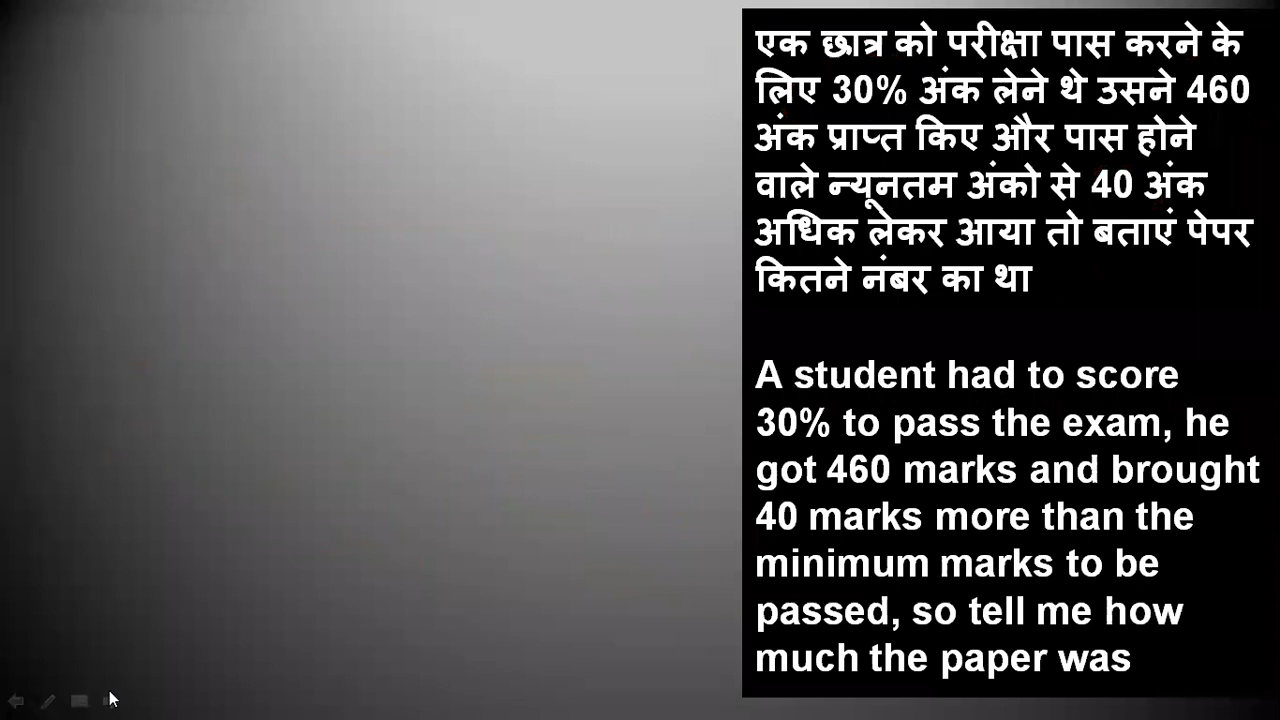 एक छात्र को परीक्षा पास करने के
लिए 30% अंक लेने थे उसने 460
अंक प्राप्त किए और पास होने
वाले न्यूनतम अंको से 40 अंक
अधिक लेकर आया तो बताएं पेपर
कितने नंबर का था
A student had to score
30% to pass the exam, he
got 460 marks and brought
40 marks more than the
minimum marks to be
passed, so tell me how
much the paper was